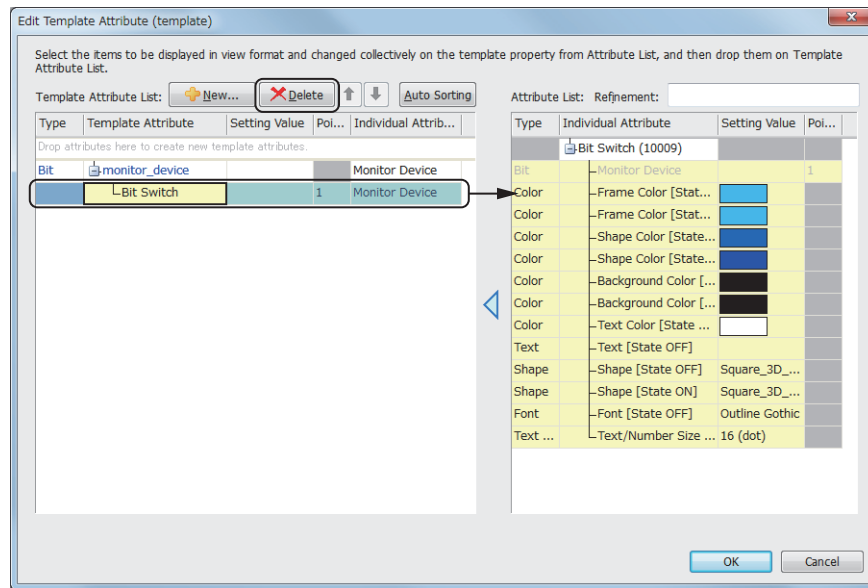 Edit Template Attribute (template)
Select the items to be displayed in view format and changed collectively on the template property from Attribute List, and then drop them on Template
Attribute List.
Template Attribute List: New... Delete Auto Sorting Attribute List: Refinement:
Type Template Attribute Setting Value Poi... Individual Attrib... Type Individual Attribute Setting Value Poi...
Drop attributes here to create new template attributes. Bit Switch (10009)
Bit monitor_device Monitor Device Bit Monitor Device 1
Bit Switch 1 Monitor Device Color Frame Color [Stat...
Color Frame Color [Stat...
Color Shape Color [State...
Color Shape Color [State...
Color Background Color [...
Color Background Color [...
Color Text Color [State ...
Text Text [State OFF]
Shape Shape [State OFF] Square_3D_...
Shape Shape [State ON] Square_3D_...
Font Font [State OFF] Outline Gothic
Text ... Text/Number Size ... 16 (dot)
OK Cancel